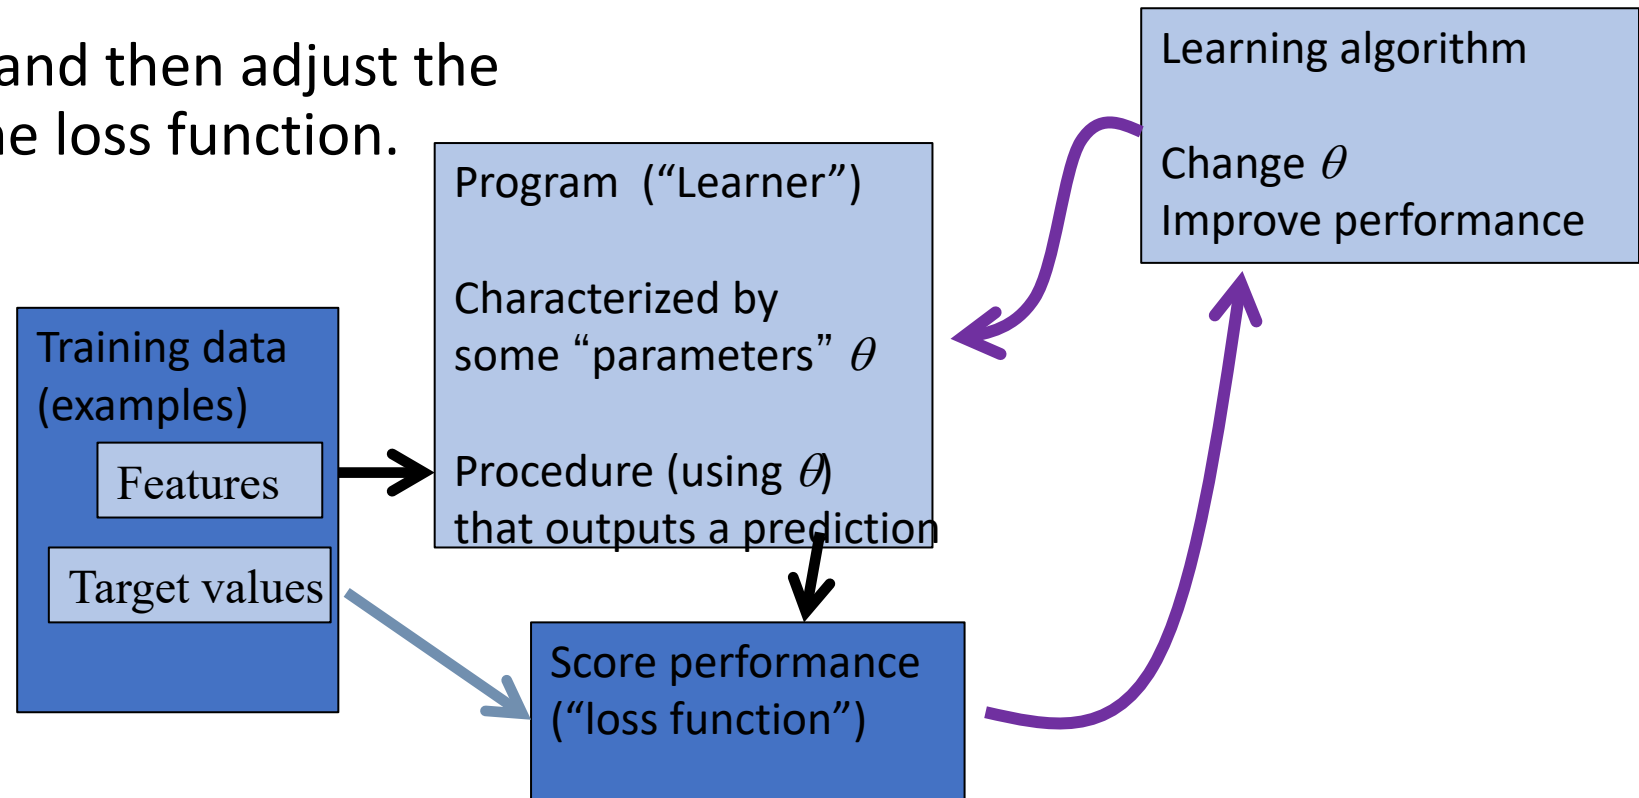 and then adjust the
he loss function.
Learning algorithm
Change θ
Improve performance
Program (“Learner”)
Characterized by
some “parameters” θ
Procedure (using θ)
that outputs a prediction
Training data
(examples)
Features
Target values
Score performance
(“loss function”)